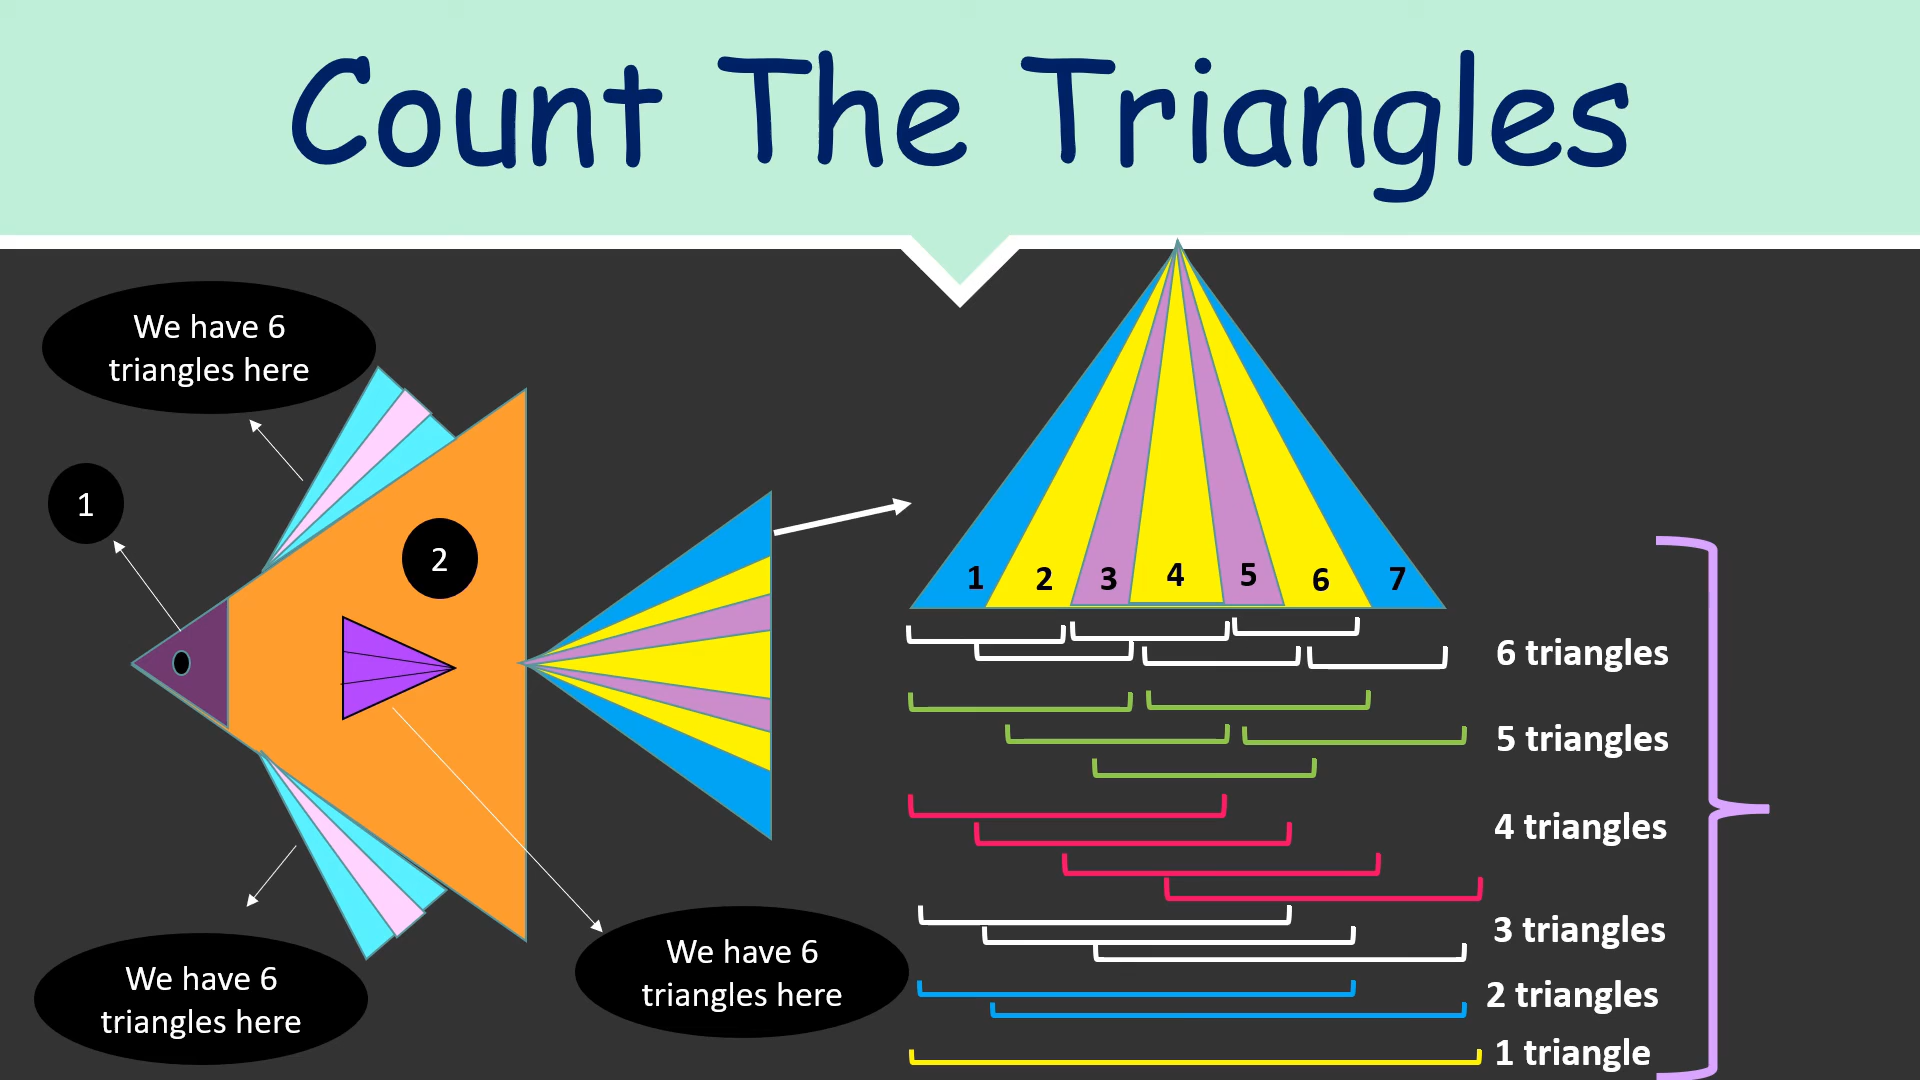 Count The Triangles
We have 6
triangles here
1
2
We have 6
triangles here
We have 6
triangles here
1 2 3 4 5 6 7
6 triangles
5 triangles
4 triangles
3 triangles
2 triangles
1 triangle